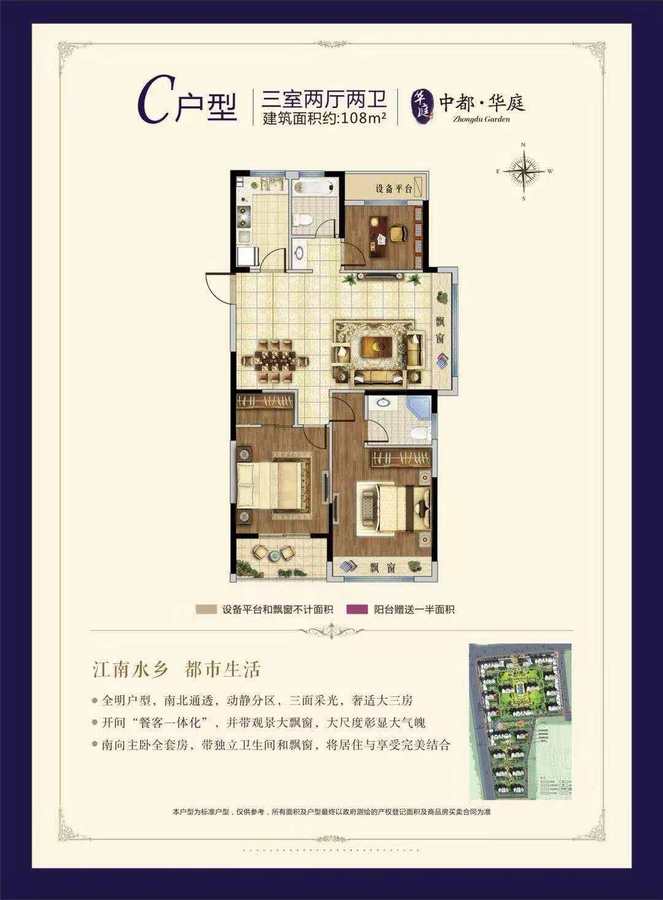 C户型
三室两厅两卫
建筑面积约:108m²
华庭
中都·华庭
Zhongdu Garden
N
E W
S
设备平台
飘窗
飘窗
设备平台和飘窗不计面积 阳台赠送一半面积
江南水乡 都市生活
全明户型，南北通透，动静分区，三面采光，奢适大三房
开间“餐客一体化”，并带观景大飘窗，大尺度彰显大气魄
南向主卧全套房，带独立卫生间和飘窗，将居住与享受完美结合
本户型为标准户型，仅供参考，所有面积及户型最终以政府测绘的产权登记面积及商品房买卖合同为准